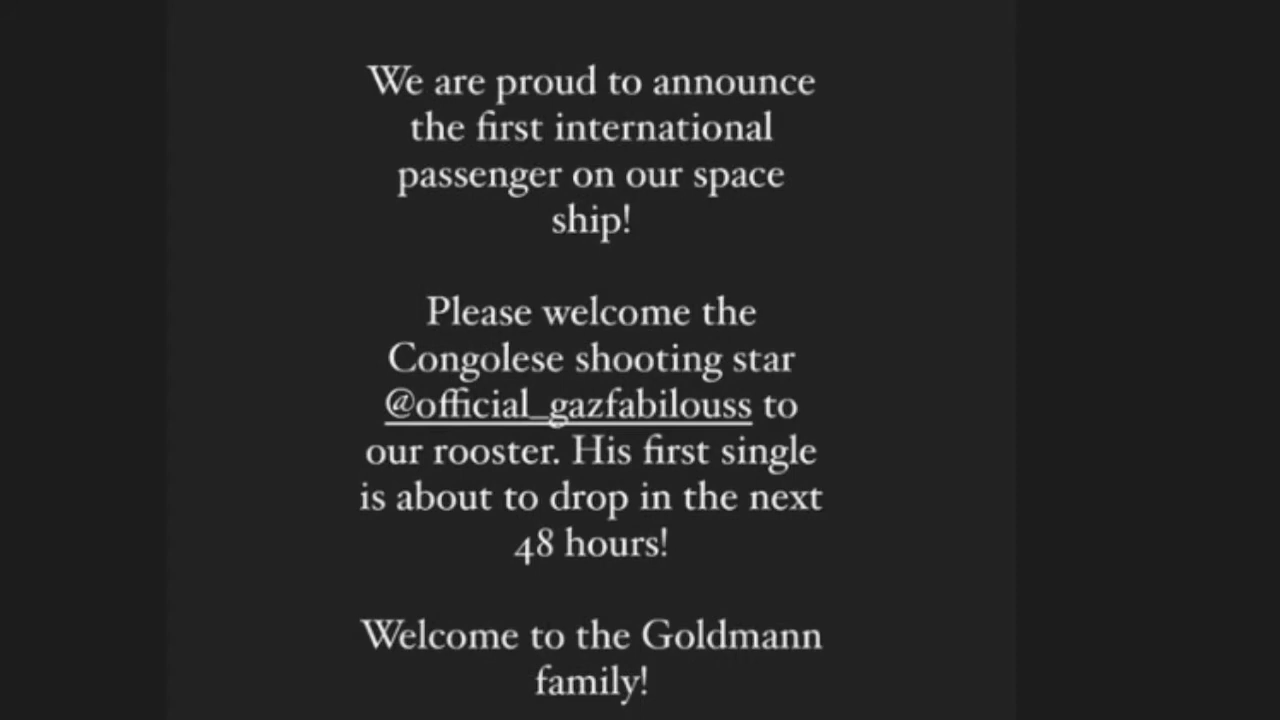 We are proud to announce
the first international
passenger on our space
ship!
Please welcome the
Congolese shooting star
@official_gazfabilouss to
our rooster. His first single
is about to drop in the next
48 hours!
Welcome to the Goldmann
family!